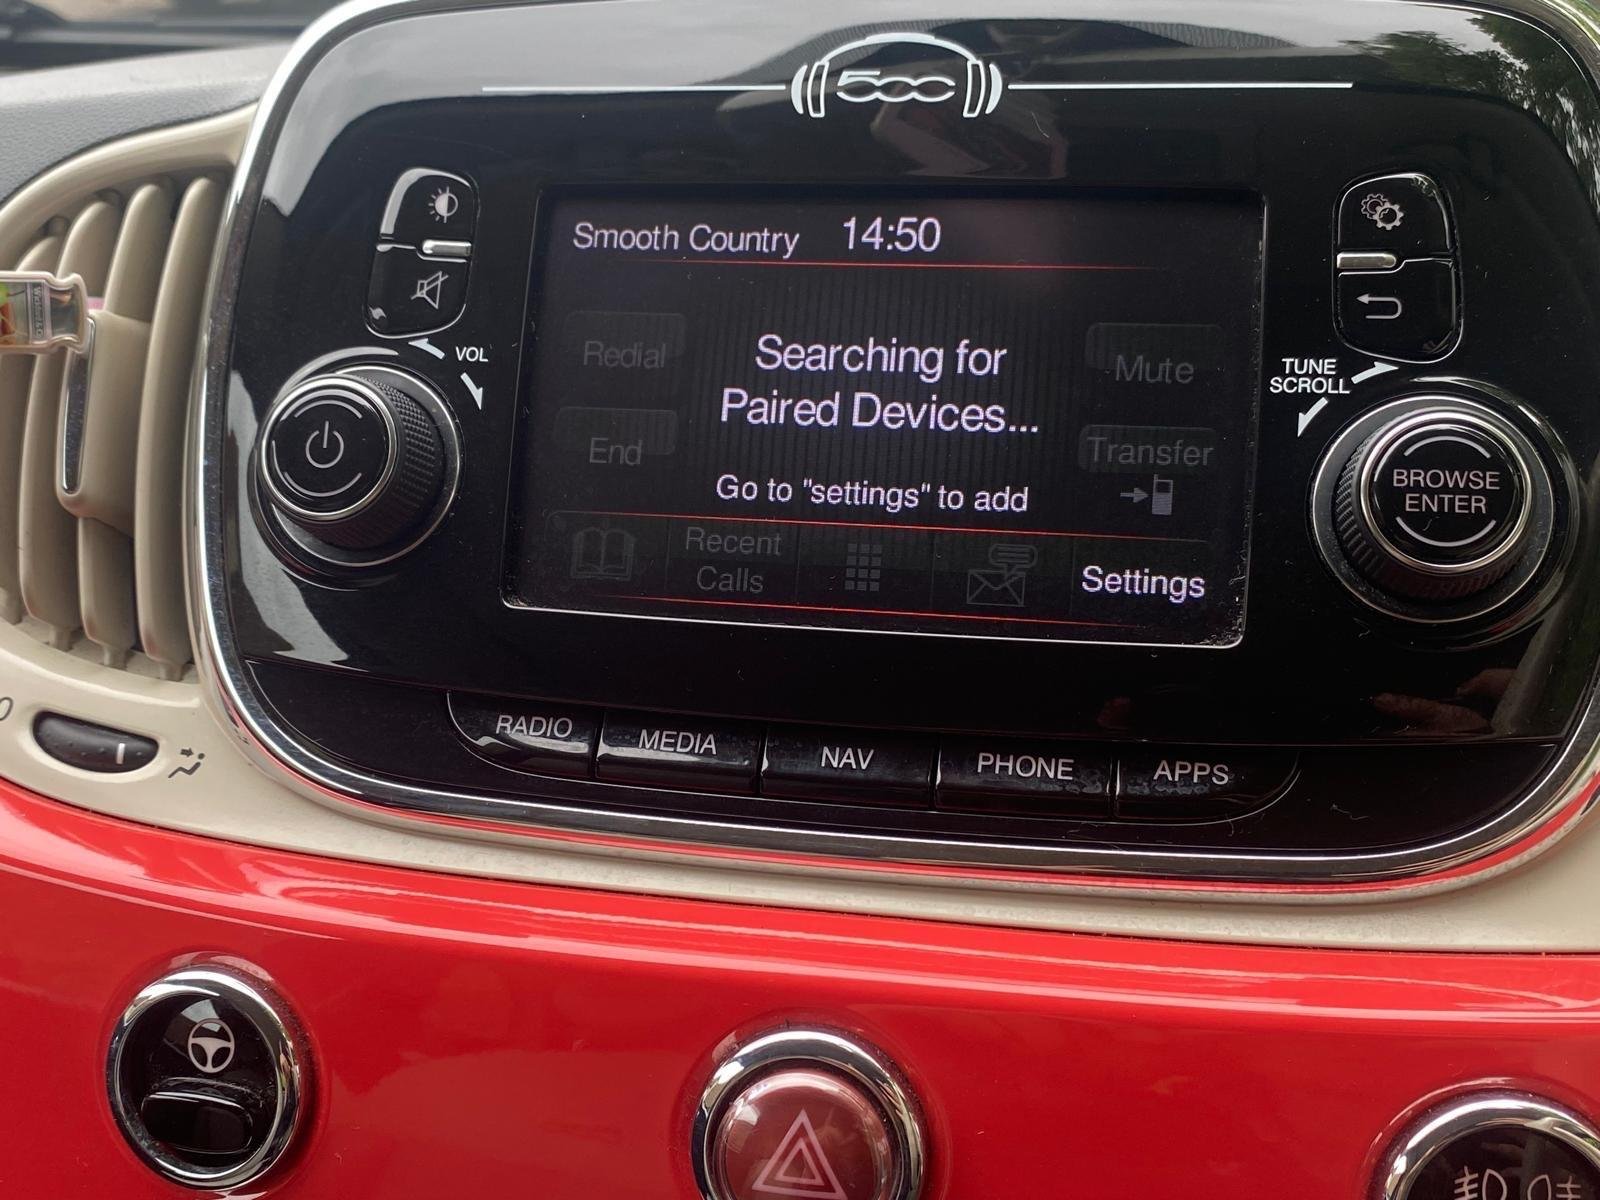 500
Smooth Country 14:50
VOL
Redial
Searching for
Paired Devices...
Mute
TUNE
SCROLL
End
Transfer
BROWSE
ENTER
Go to "settings" to add
Recent
Calls
Settings
RADIO MEDIA NAV PHONE APPS
0